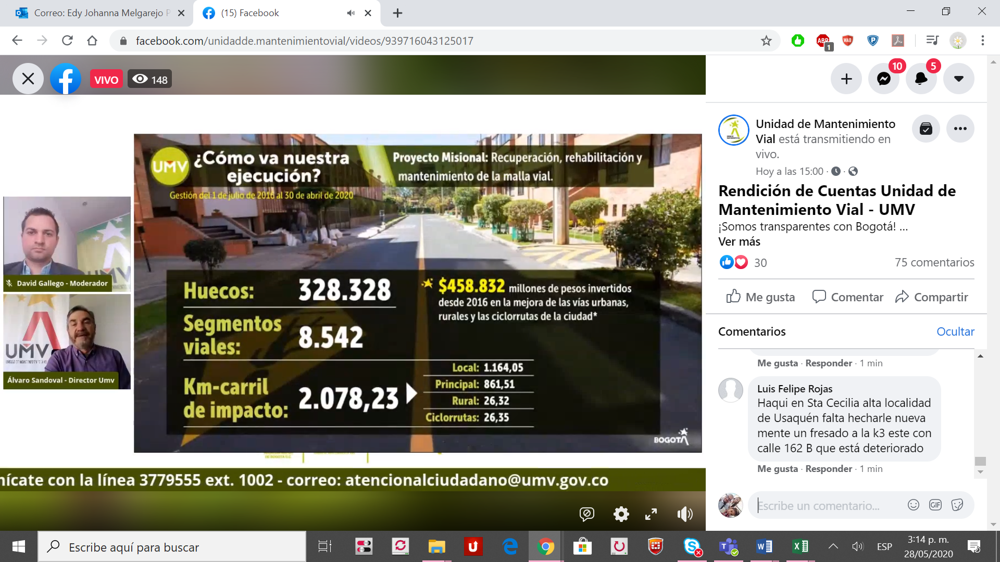 Correo: Edy Johanna Melgarejo P
(15) Facebook
facebook.com/unidadde.mantenimientovial/videos/939716043125017
ABP
1
WAB
P
VIVO
148
10
5
UMV
¿Cómo va nuestra
ejecución?
Gestión del 1 de julio de 2016 al 30 de abril de 2020
Proyecto Misional: Recuperación, rehabilitación y
mantenimiento de la malla vial.
David Gallego - Moderador
UMV
Álvaro Sandoval - Director Umv
Huecos: 328.328
Segmentos
viales: 8.542
Km-carril
de impacto: 2.078,23
$458.832 millones de pesos invertidos
desde 2016 en la mejora de las vías urbanas,
rurales y las ciclorrutas de la ciudad*
Local: 1.164,05
Principal: 861,51
Rural: 26,32
Ciclorrutas: 26,35
BOGOTÁ
nícate con la línea 3779555 ext. 1002 - correo: atencionalciudadano@umv.gov.co
Unidad de Mantenimiento
Vial está transmitiendo en
vivo.
Hoy a las 15:00
Rendición de Cuentas Unidad de
Mantenimiento Vial - UMV
¡Somos transparentes con Bogotá! ...
Ver más
30
75 comentarios
Me gusta
Comentar
Compartir
Comentarios
Ocultar
Me gusta · Responder · 1 min
Luis Felipe Rojas
Haqui en Sta Cecilia alta localidad
de Usaquén falta hecharle nueva
mente un fresado a la k3 este con
calle 162 B que está deteriorado
Me gusta · Responder · 1 min
Escribe un comentario...
GIF
Escribe aquí para buscar
ESP
3:14 p. m.
28/05/2020